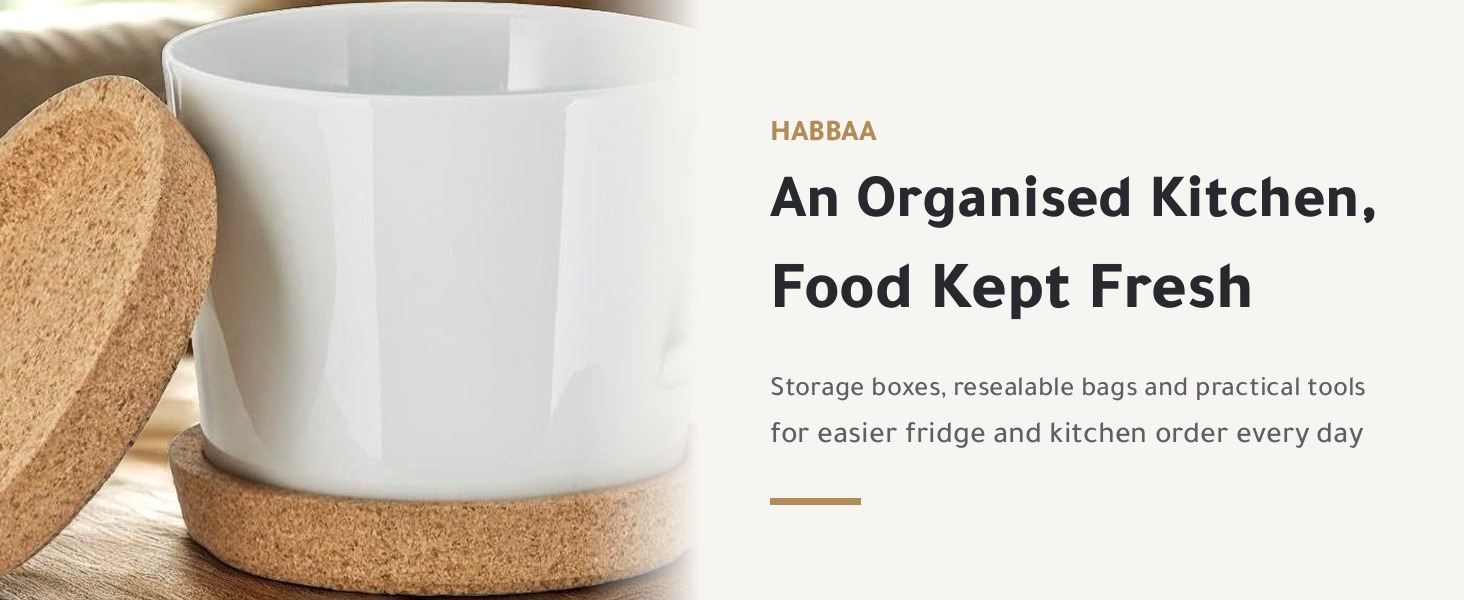 HABBAA
An Organised Kitchen,
Food Kept Fresh
Storage boxes, resealable bags and practical tools
for easier fridge and kitchen order every day